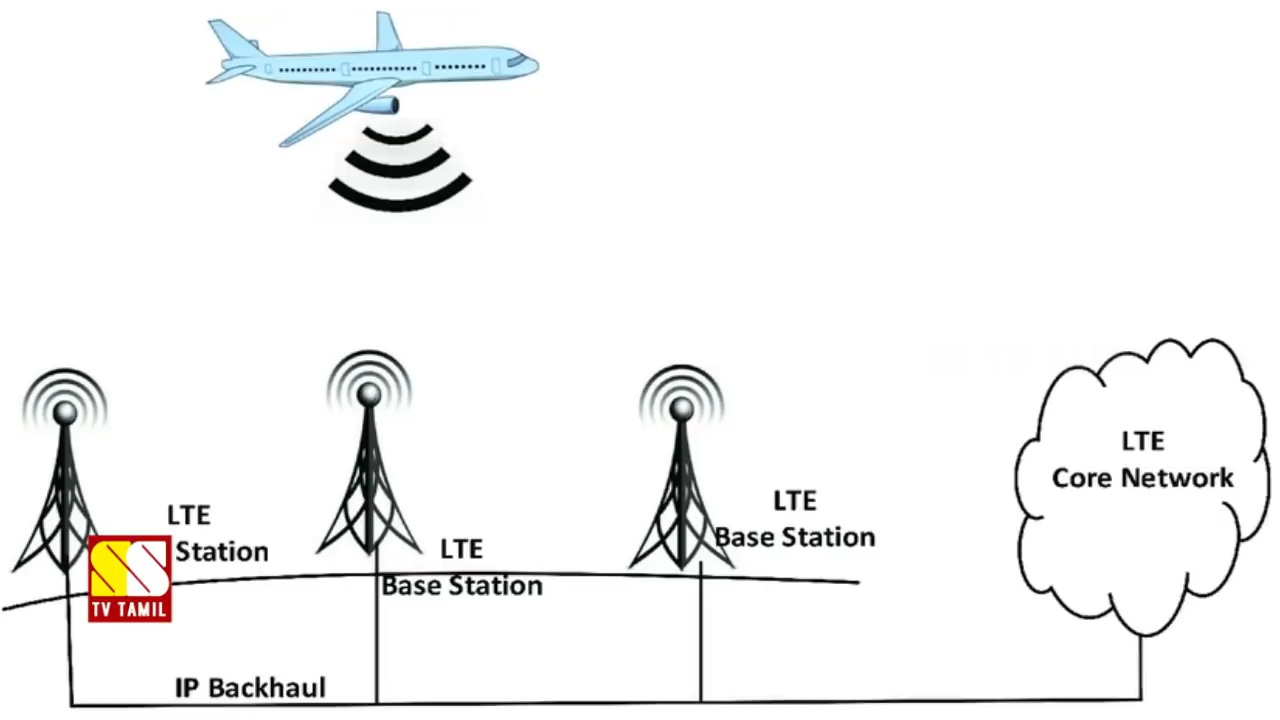 LTE
Station
TV TAMIL
LTE
Base Station
LTE
Base Station
LTE
Core Network
IP Backhaul